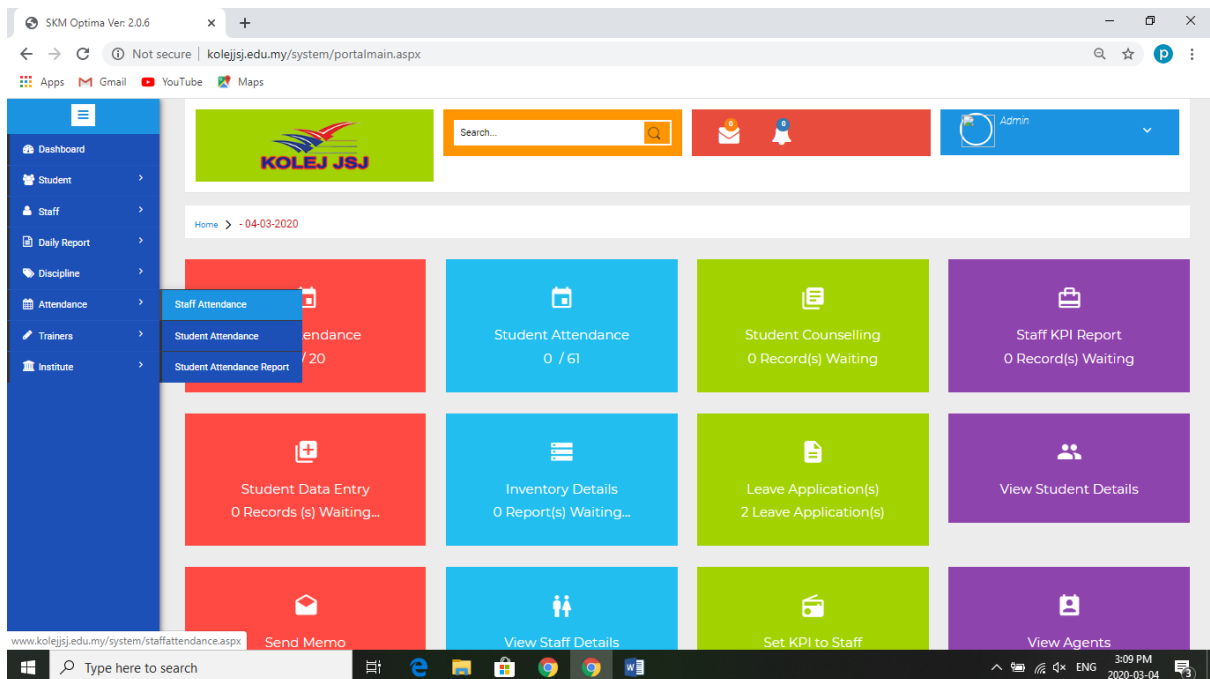 SKM Optima Ver: 2.0.6
Not secure | kolejjsj.edu.my/system/portalmain.aspx
P
Apps Gmail YouTube Maps
KOLEJ JSJ
Search...
0
0
Admin
Home > - 04-03-2020
Dashboard
Student
Staff
Daily Report
Discipline
Attendance
Trainers
Institute
Staff Attendance
Student Attendance
Student Attendance Report
endance
/ 20
Student Attendance
0 / 61
Student Counselling
0 Record(s) Waiting
Staff KPI Report
0 Record(s) Waiting
Student Data Entry
0 Records (s) Waiting...
Inventory Details
0 Report(s) Waiting...
Leave Application(s)
2 Leave Application(s)
View Student Details
Send Memo
View Staff Details
Set KPI to Staff
View Agents
www.kolejjsj.edu.my/system/staffattendance.aspx
Type here to search
ENG
3:09 PM
2020-03-04
3